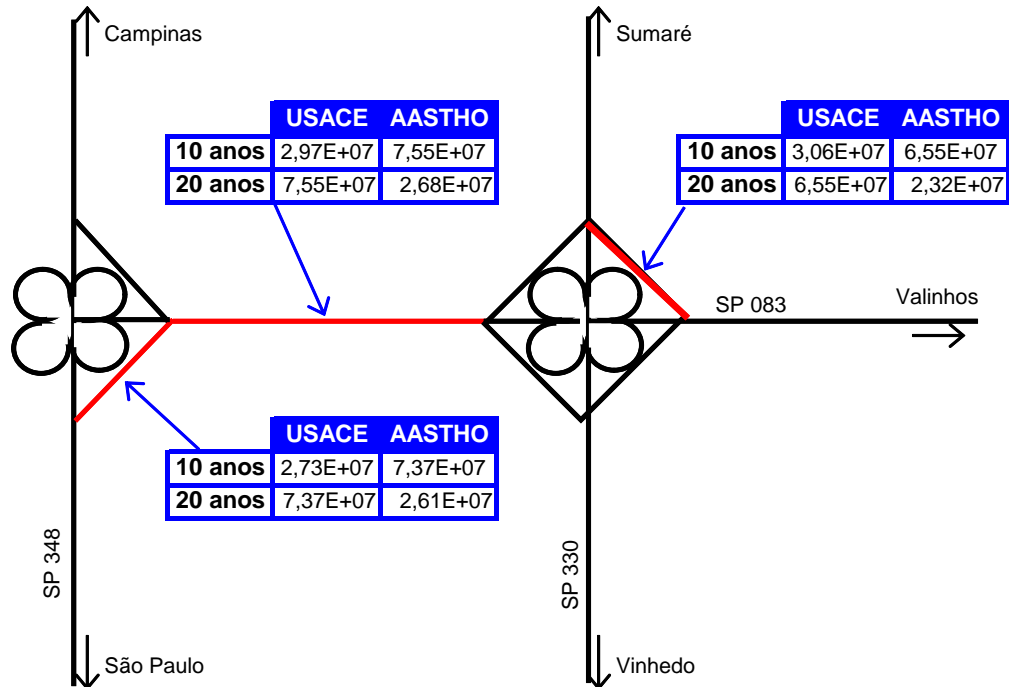 Campinas
Sumaré
USACE AASTHO
10 anos 2,97E+07 7,55E+07
20 anos 7,55E+07 2,68E+07
USACE AASTHO
10 anos 3,06E+07 6,55E+07
20 anos 6,55E+07 2,32E+07
SP 083
Valinhos
USACE AASTHO
10 anos 2,73E+07 7,37E+07
20 anos 7,37E+07 2,61E+07
SP 348
SP 330
São Paulo
Vinhedo